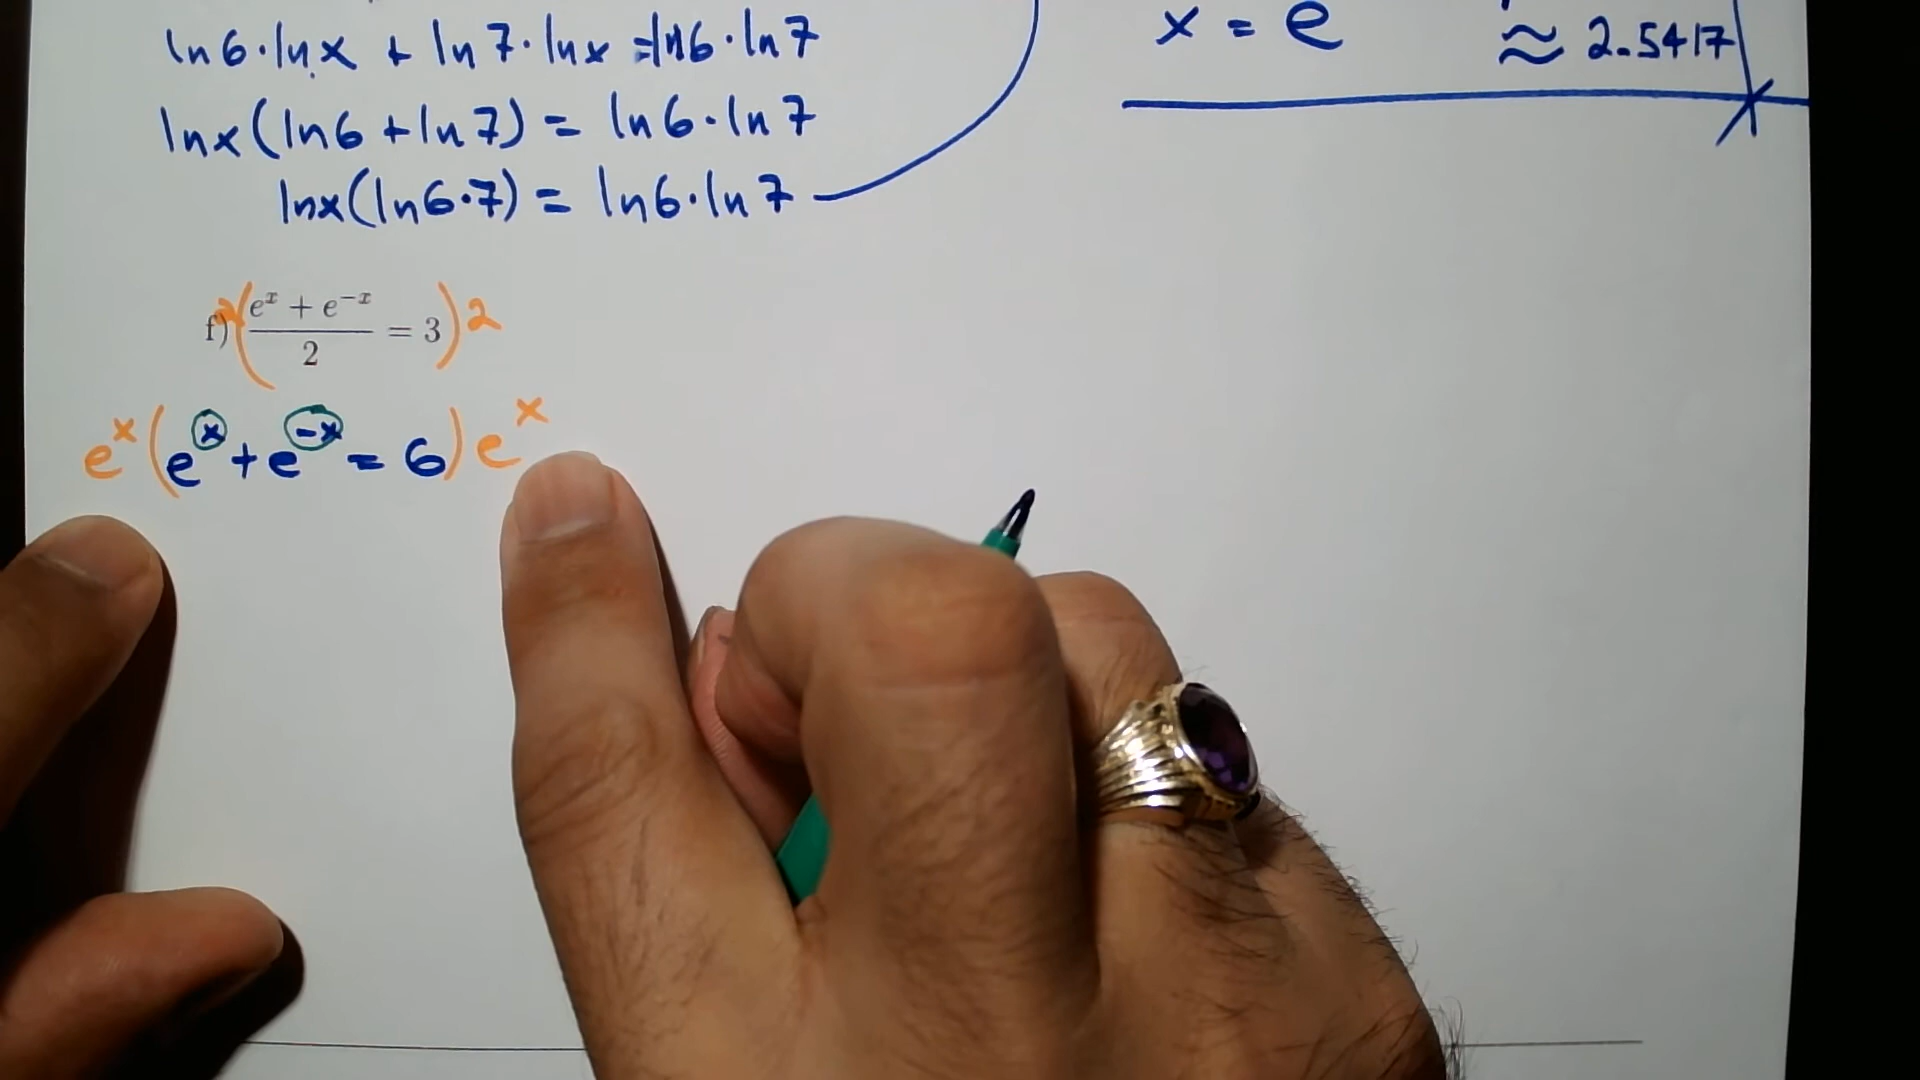 ln6·lnx + ln7·lnx = ln6·ln7
lnx(ln6+ln7) = ln6·ln7
lnx(ln6·7) = ln6·ln7
x = e
≈ 2.5417
f) 2(e^x + e^{-x} / 2 = 3)2
e^x(e^x + e^{-x} = 6)e^x